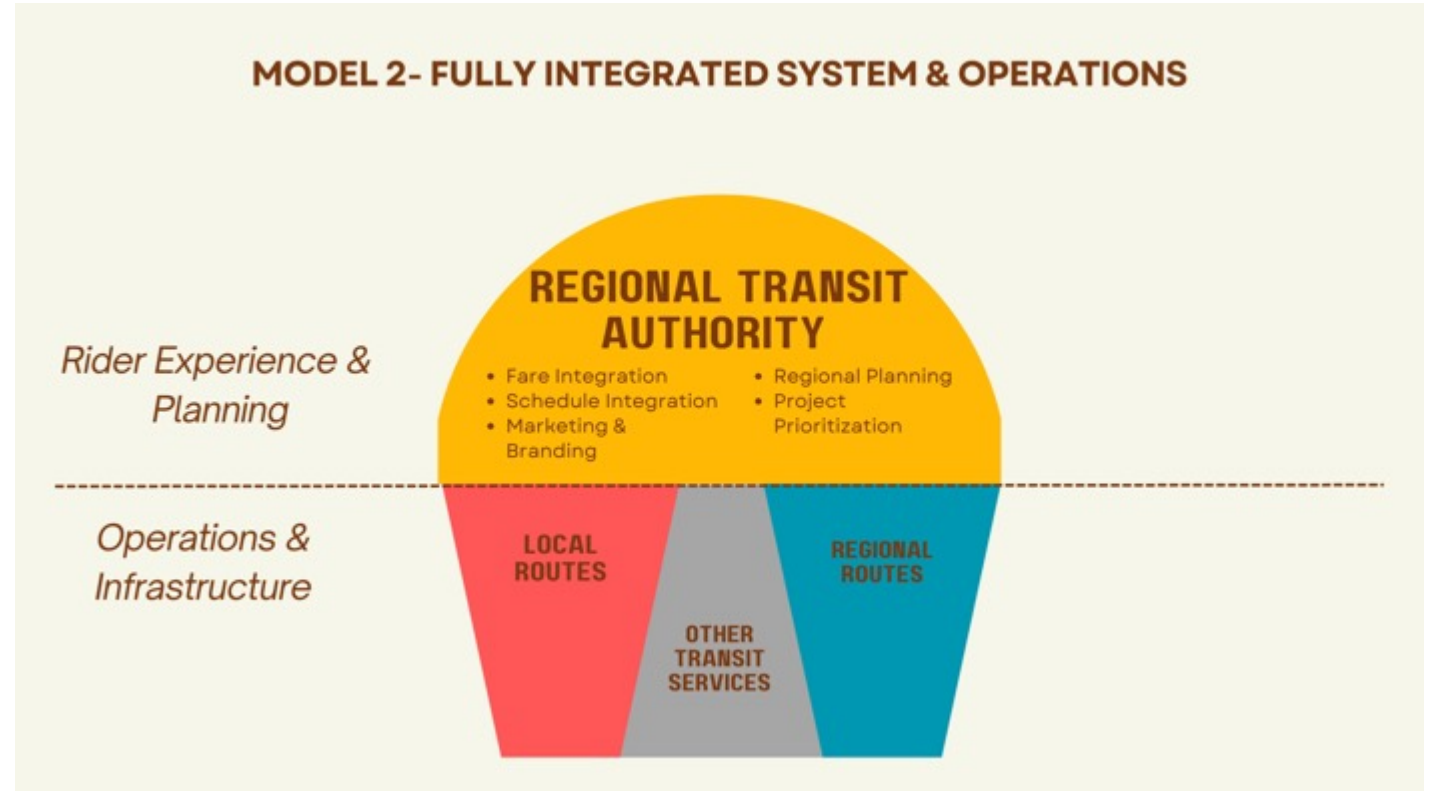 MODEL 2- FULLY INTEGRATED SYSTEM & OPERATIONS
REGIONAL TRANSIT
AUTHORITY
Rider Experience &
Planning
• Fare Integration
• Schedule Integration
• Marketing &
Branding
• Regional Planning
• Project
Prioritization
Operations &
Infrastructure
LOCAL
ROUTES
OTHER
TRANSIT
SERVICES
REGIONAL
ROUTES